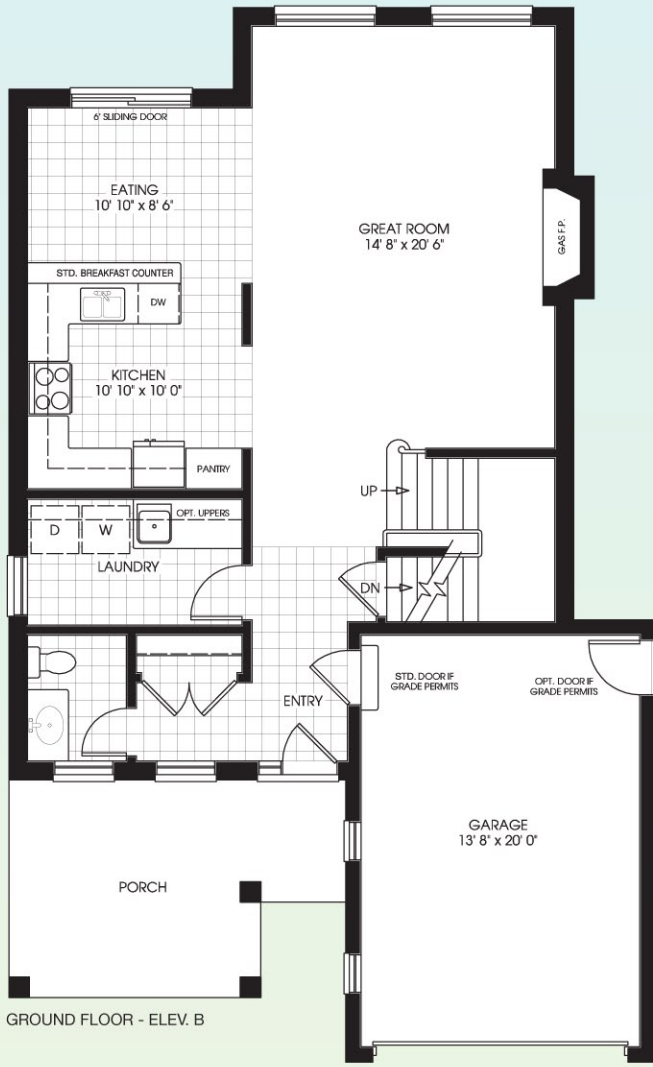 6' SLIDING DOOR
EATING
10' 10" x 8' 6"
GREAT ROOM
14' 8" x 20' 6"
GAS F.P.
STD. BREAKFAST COUNTER
DW
KITCHEN
10' 10" x 10' 0"
PANTRY
UP
OPT. UPPERS
D
W
LAUNDRY
DN
STD. DOOR IF
GRADE PERMITS
OPT. DOOR IF
GRADE PERMITS
ENTRY
GARAGE
13' 8" x 20' 0"
PORCH
GROUND FLOOR - ELEV. B